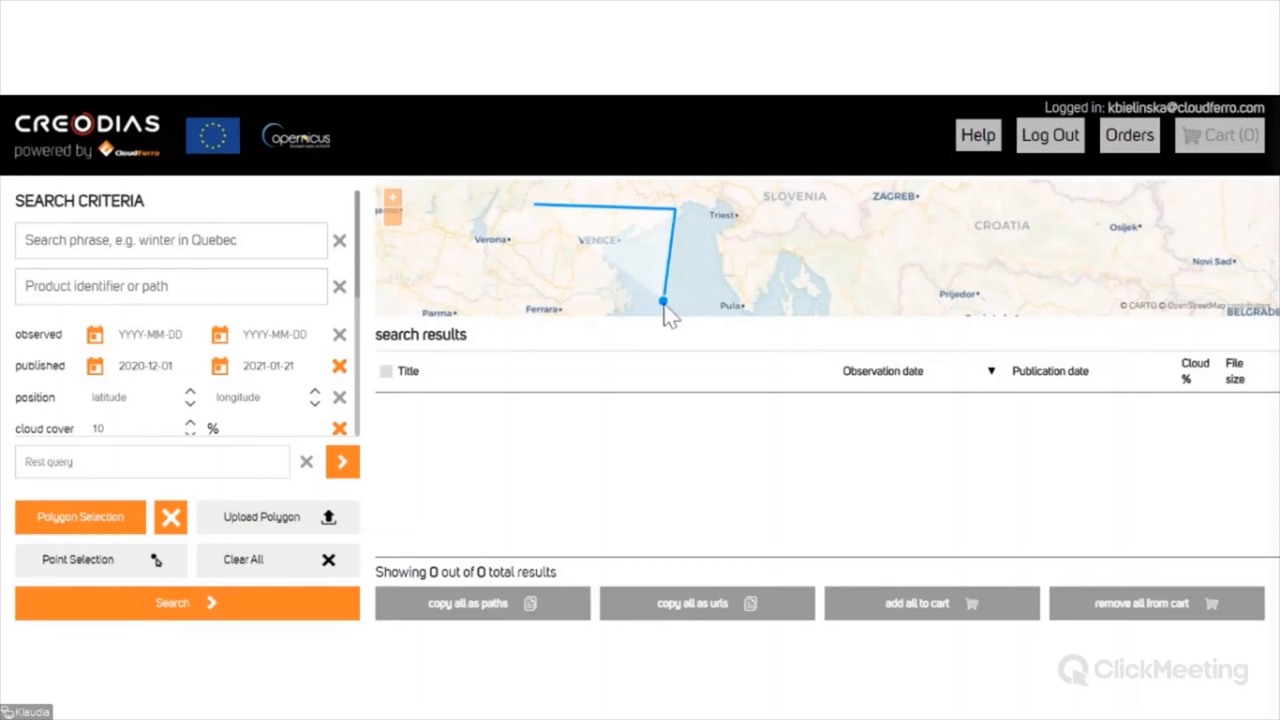 Logged in: kbielinska@cloudferro.com
CREODIAS
powered by CloudFerro
opernicus
Help
Log Out
Orders
Cart (0)
SEARCH CRITERIA
Search phrase, e.g. winter in Quebec
Product identifier or path
observed YYYY-MM-DD YYYY-MM-DD
published 2020-12-01 2021-01-21
position latitude longitude
cloud cover 10 %
Rest query
Polygon Selection
Upload Polygon
Point Selection
Clear All
Search
+
SLOVENIA
ZAGREB
Triest
CROATIA
Osijek
Verona
VENICE
Novi Sad
Prijedor
Parma
Ferrara
Pula
© CARTO © OpenStreetMap contributors
BELGRADE
search results
Title Observation date ▼ Publication date Cloud % File size
Showing 0 out of 0 total results
copy all as paths
copy all as urls
add all to cart
remove all from cart
ClickMeeting
Klaudia